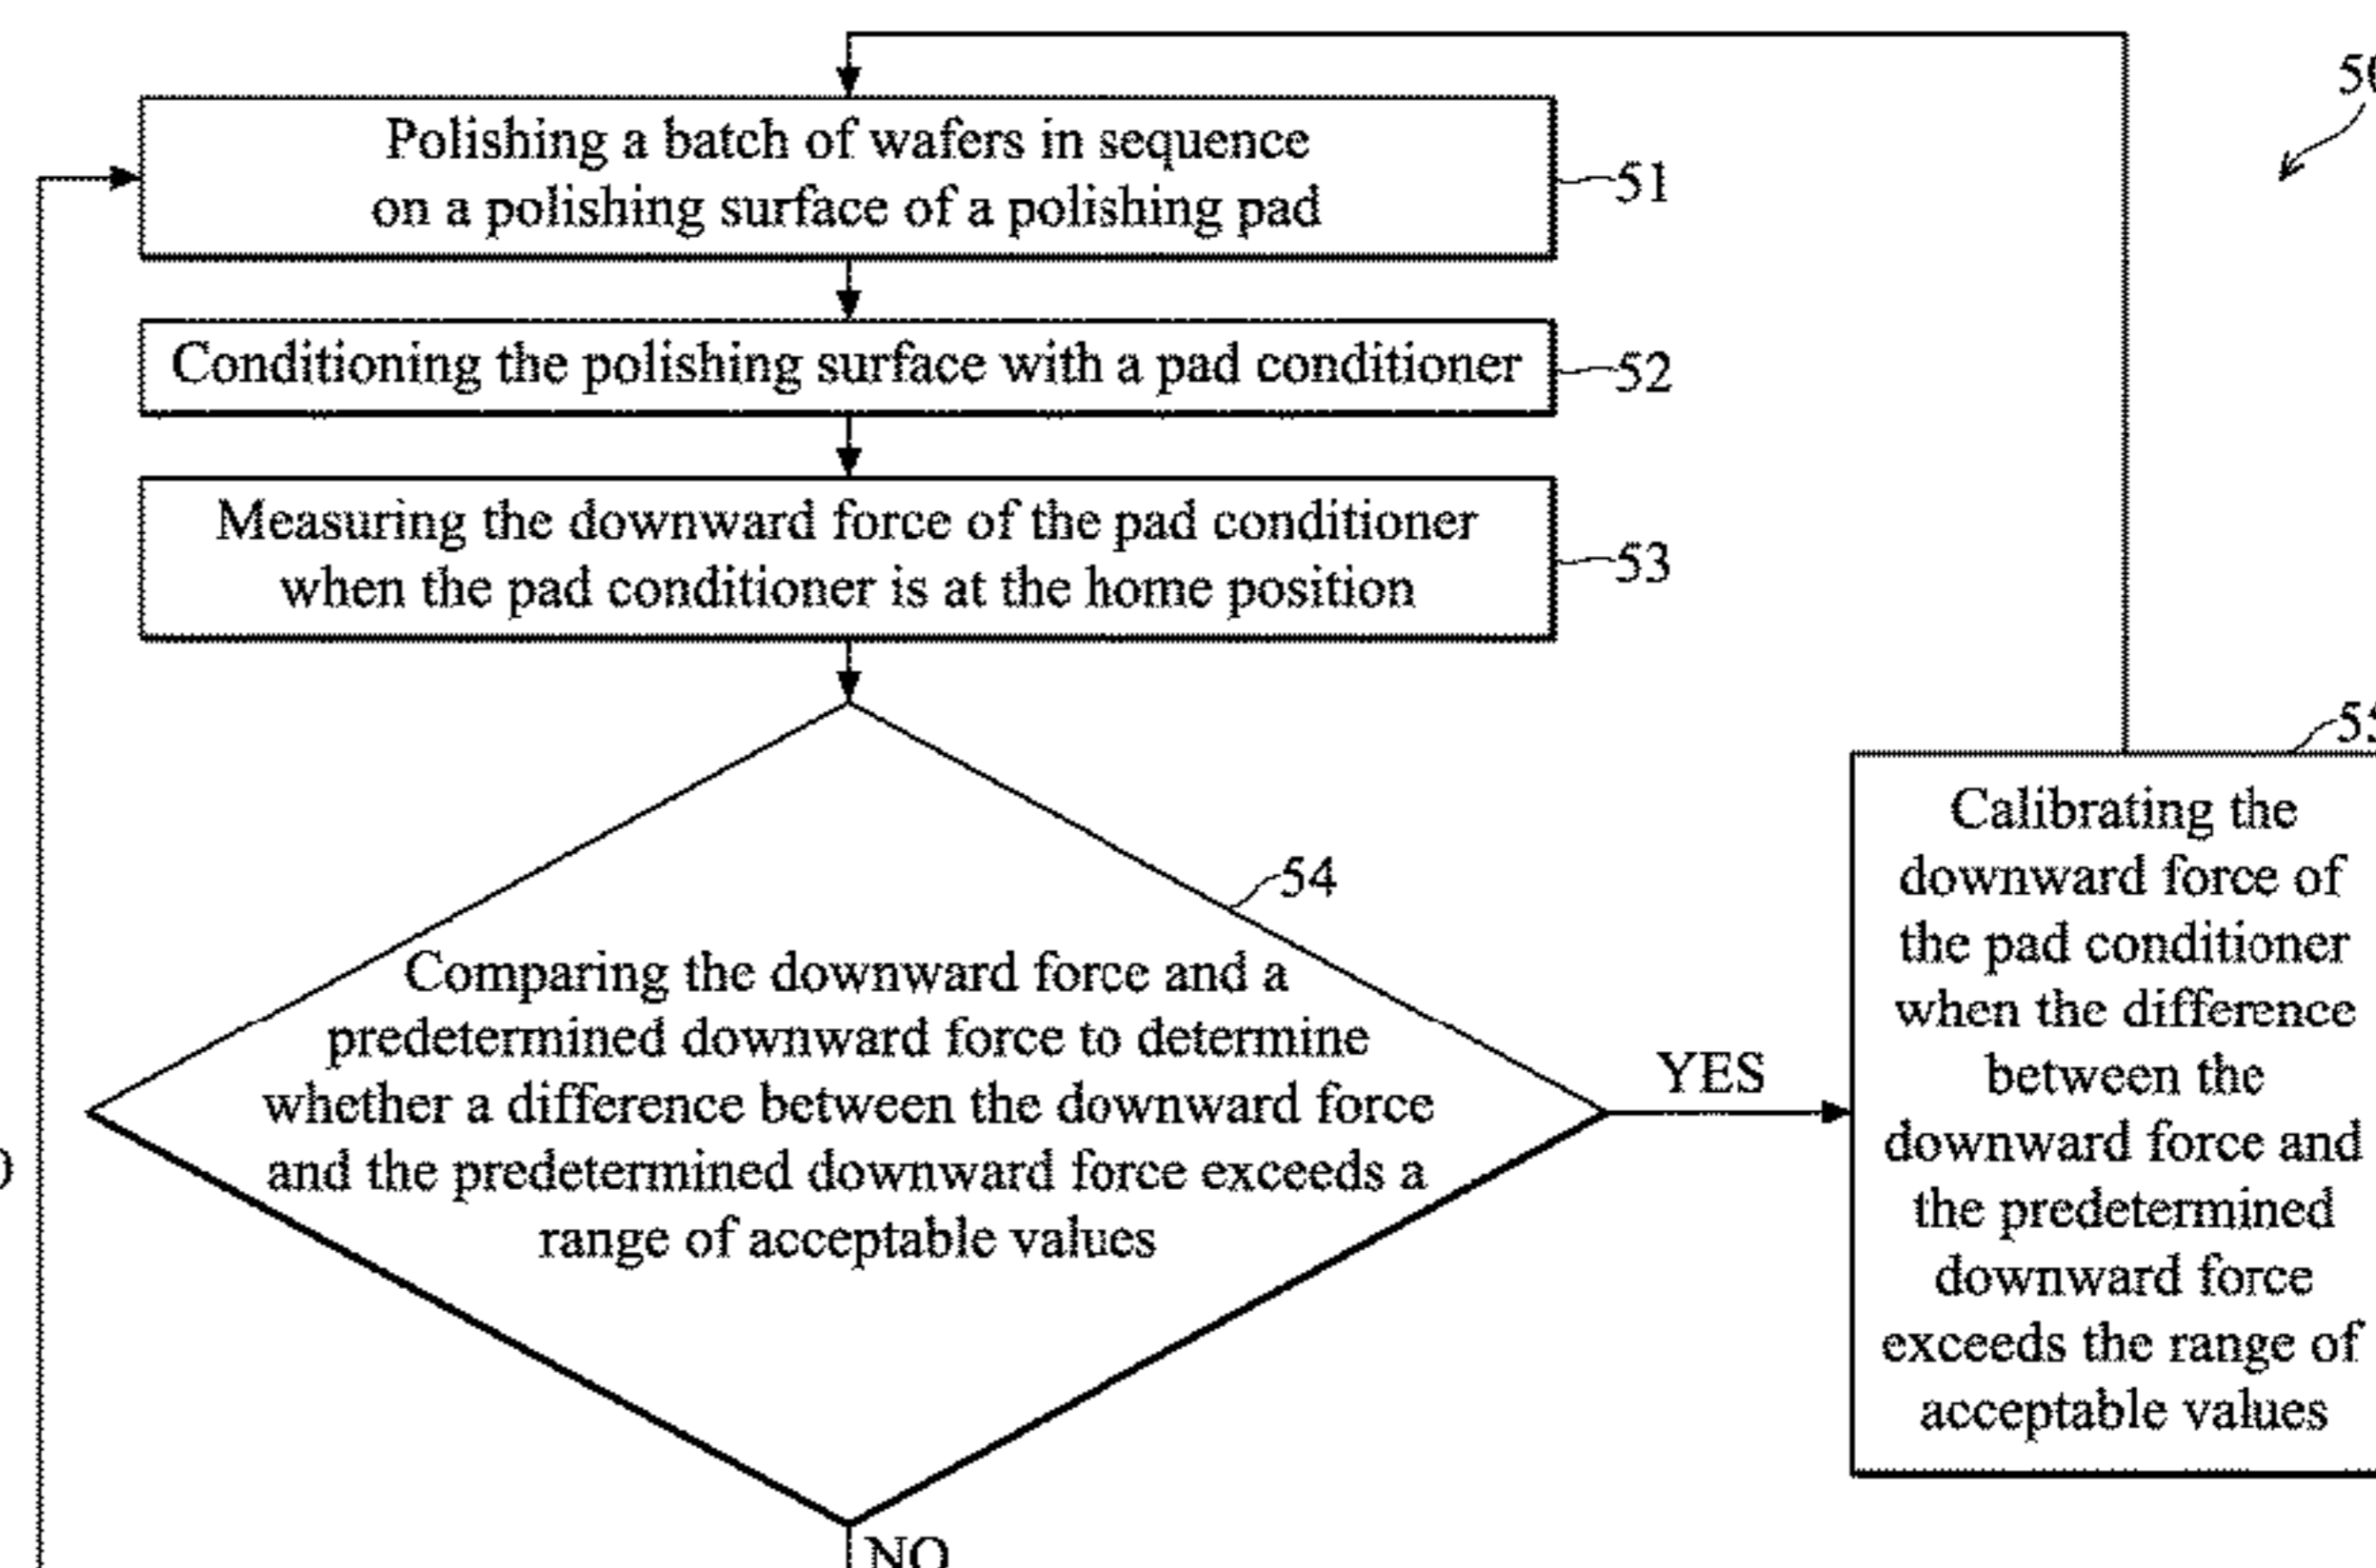 Polishing a batch of wafers in sequence
on a polishing surface of a polishing pad
51
Conditioning the polishing surface with a pad conditioner
52
Measuring the downward force of the pad conditioner
when the pad conditioner is at the home position
53
54
Comparing the downward force and a
predetermined downward force to determine
whether a difference between the downward force
and the predetermined downward force exceeds a
range of acceptable values
YES
Calibrating the
downward force of
the pad conditioner
when the difference
between the
downward force and
the predetermined
downward force
exceeds the range of
acceptable values
NO